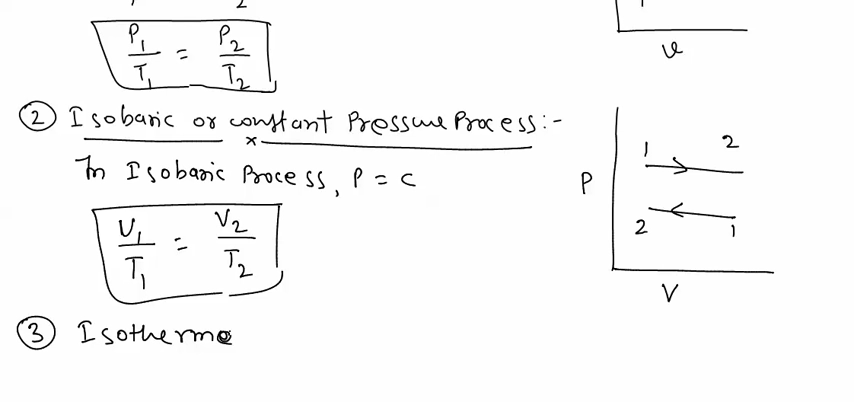 P₁/T₁ = P₂/T₂
v
② Isobaric or constant Pressure Process:-
In Isobaric Process, P = C
V₁/T₁ = V₂/T₂
P
1 2
2 1
V
③ Isotherma